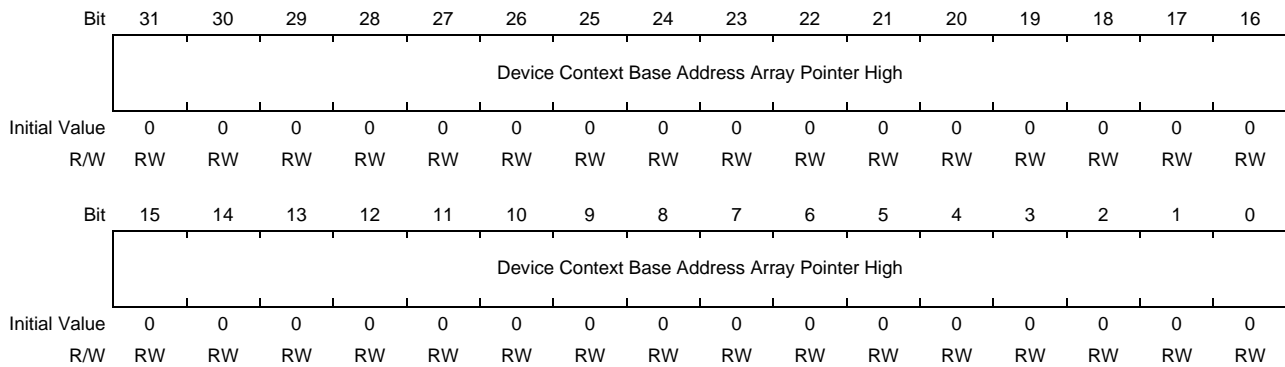 Bit 31 30 29 28 27 26 25 24 23 22 21 20 19 18 17 16
Device Context Base Address Array Pointer High
Initial Value 0 0 0 0 0 0 0 0 0 0 0 0 0 0 0 0
R/W RW RW RW RW RW RW RW RW RW RW RW RW RW RW RW RW
Bit 15 14 13 12 11 10 9 8 7 6 5 4 3 2 1 0
Device Context Base Address Array Pointer High
Initial Value 0 0 0 0 0 0 0 0 0 0 0 0 0 0 0 0
R/W RW RW RW RW RW RW RW RW RW RW RW RW RW RW RW RW